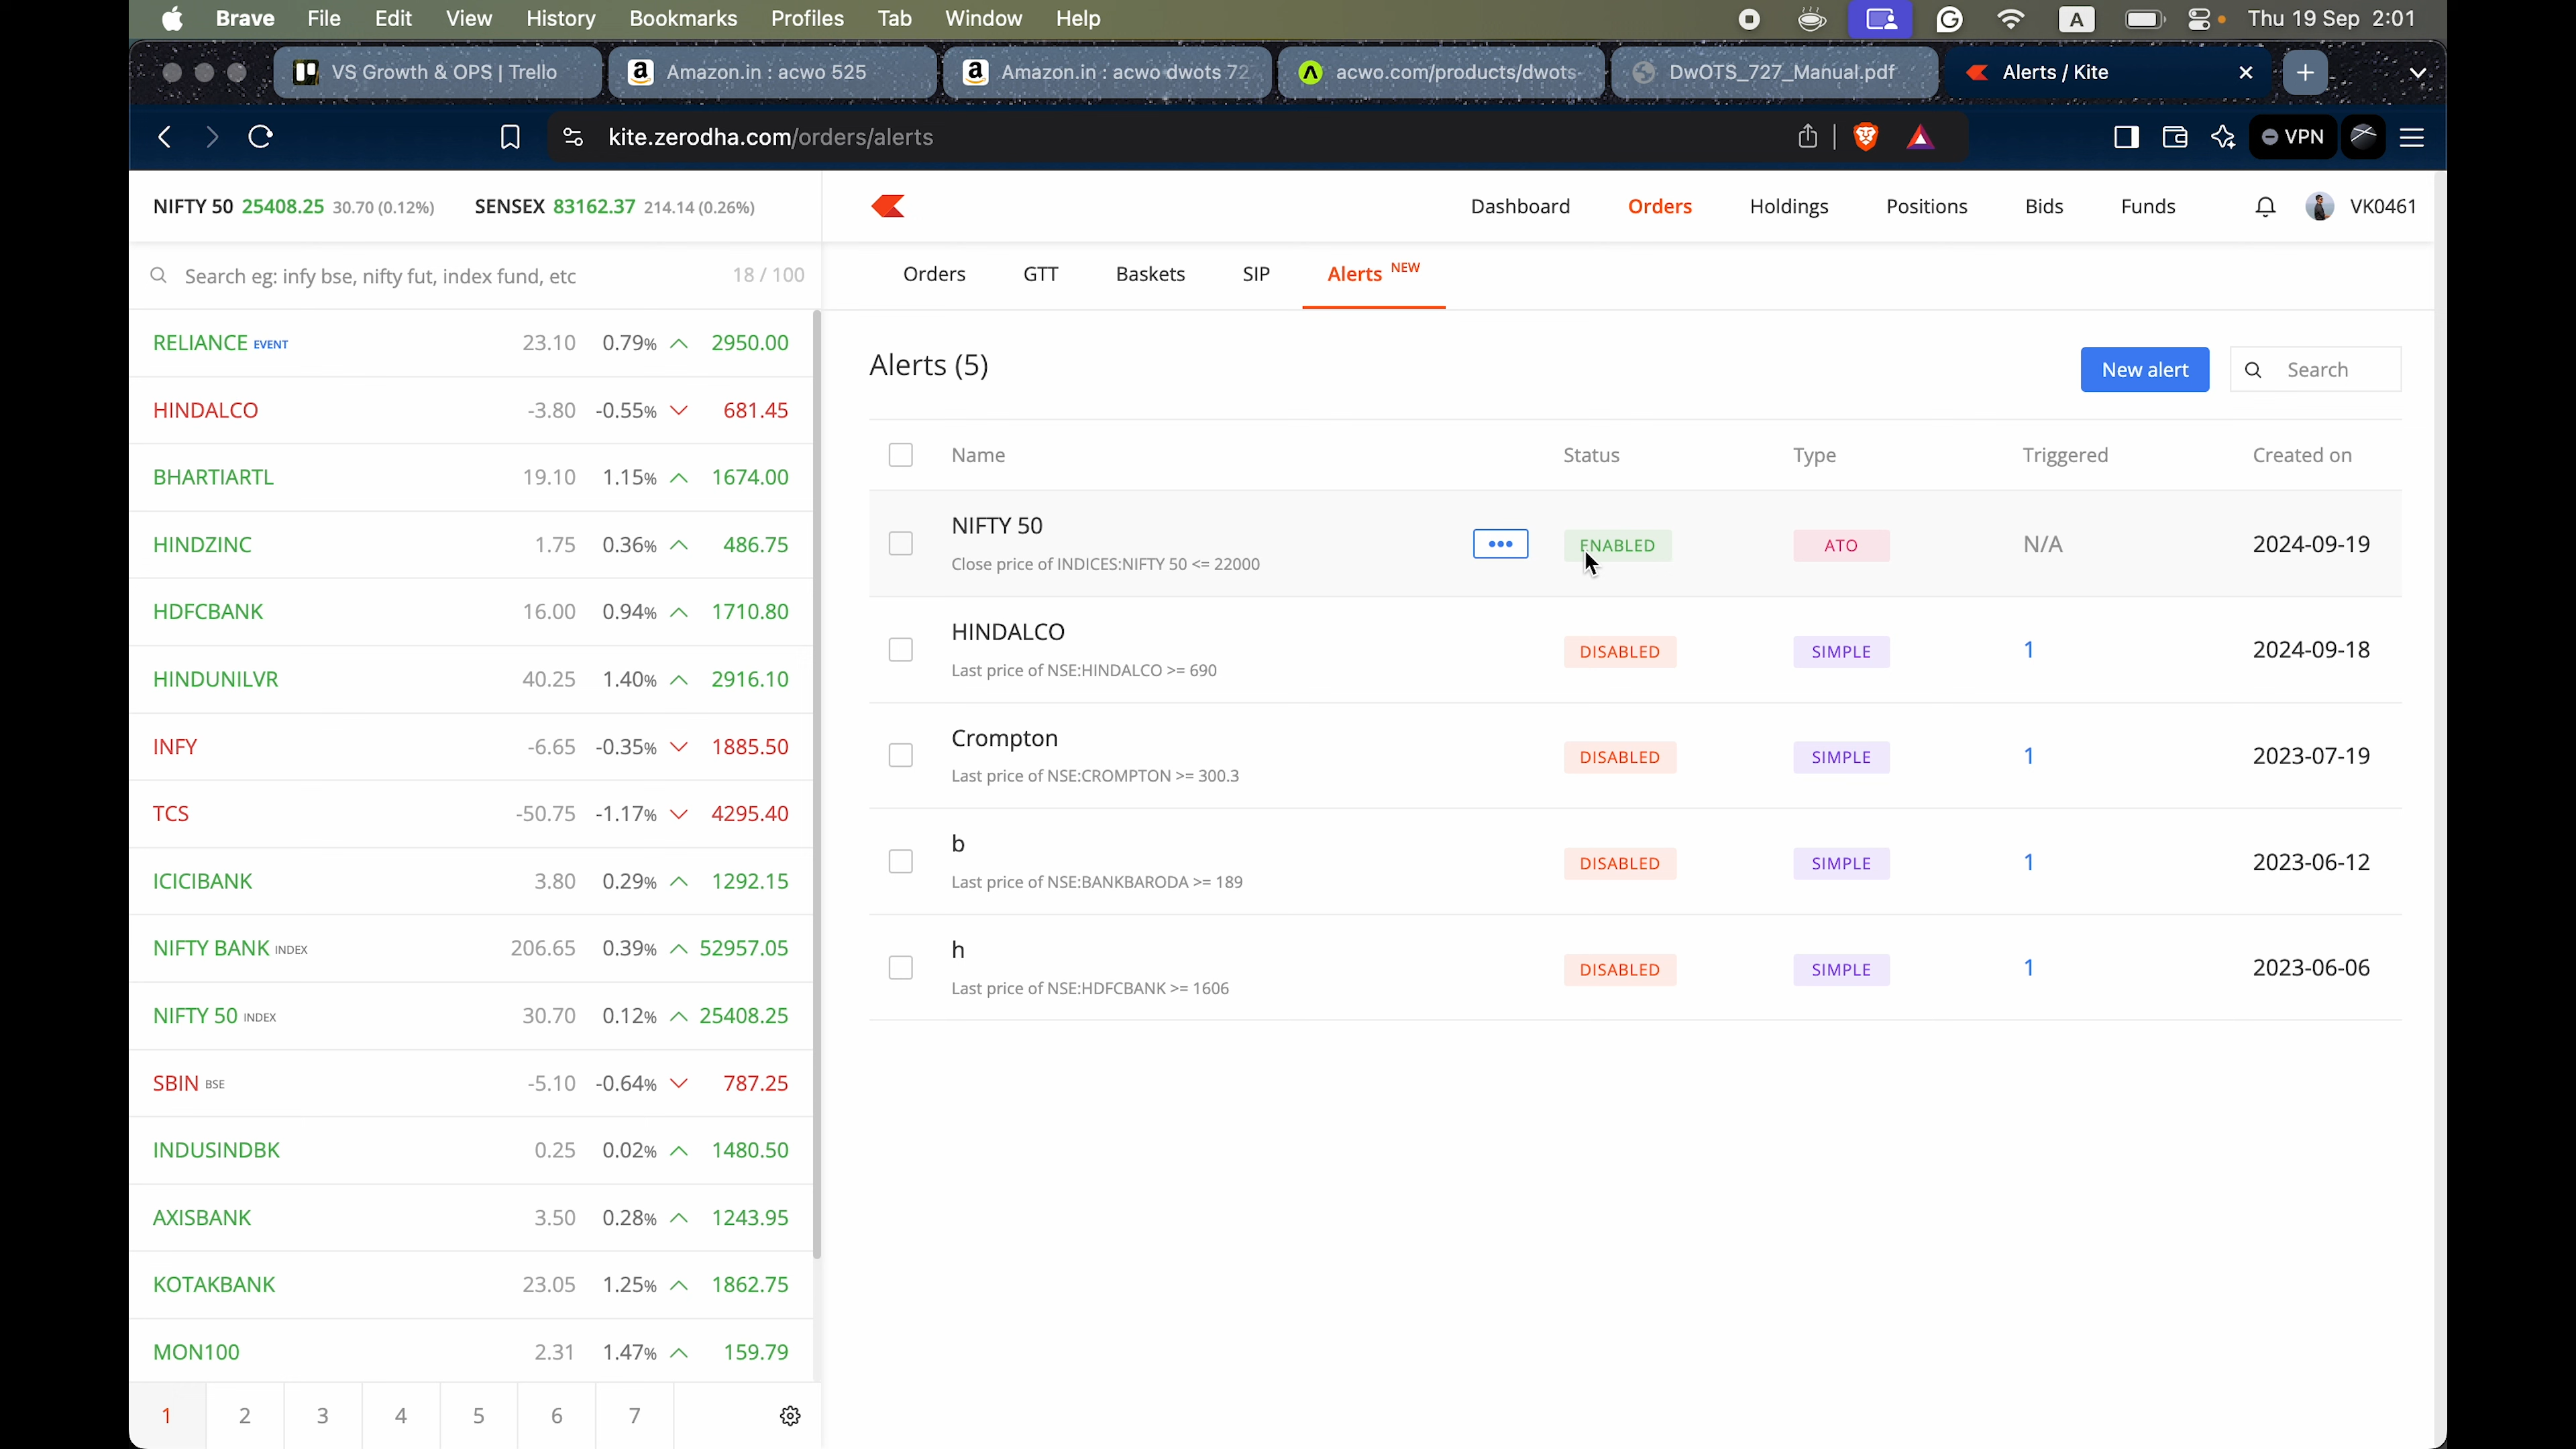 Brave File Edit View History Bookmarks Profiles Tab Window Help A Thu 19 Sep 2:01
VS Growth & OPS | Trello Amazon.in : acwo 525 Amazon.in : acwo dwots 72 acwo.com/products/dwots- DwOTS_727_Manual.pdf Alerts / Kite
kite.zerodha.com/orders/alerts VPN
NIFTY 50 25408.25 30.70 (0.12%) SENSEX 83162.37 214.14 (0.26%) Dashboard Orders Holdings Positions Bids Funds VK0461
Search eg: infy bse, nifty fut, index fund, etc 18 / 100
Orders GTT Baskets SIP Alerts NEW
RELIANCE EVENT 23.10 0.79% 2950.00
HINDALCO -3.80 -0.55% 681.45
BHARTIARTL 19.10 1.15% 1674.00
HINDZINC 1.75 0.36% 486.75
HDFCBANK 16.00 0.94% 1710.80
HINDUNILVR 40.25 1.40% 2916.10
INFY -6.65 -0.35% 1885.50
TCS -50.75 -1.17% 4295.40
ICICIBANK 3.80 0.29% 1292.15
NIFTY BANK INDEX 206.65 0.39% 52957.05
NIFTY 50 INDEX 30.70 0.12% 25408.25
SBIN BSE -5.10 -0.64% 787.25
INDUSINDBK 0.25 0.02% 1480.50
AXISBANK 3.50 0.28% 1243.95
KOTAKBANK 23.05 1.25% 1862.75
MON100 2.31 1.47% 159.79
1 2 3 4 5 6 7
Alerts (5) New alert Search
Name Status Type Triggered Created on
NIFTY 50 ENABLED ATO N/A 2024-09-19
Close price of INDICES:NIFTY 50 <= 22000
HINDALCO DISABLED SIMPLE 1 2024-09-18
Last price of NSE:HINDALCO >= 690
Crompton DISABLED SIMPLE 1 2023-07-19
Last price of NSE:CROMPTON >= 300.3
b DISABLED SIMPLE 1 2023-06-12
Last price of NSE:BANKBARODA >= 189
h DISABLED SIMPLE 1 2023-06-06
Last price of NSE:HDFCBANK >= 1606